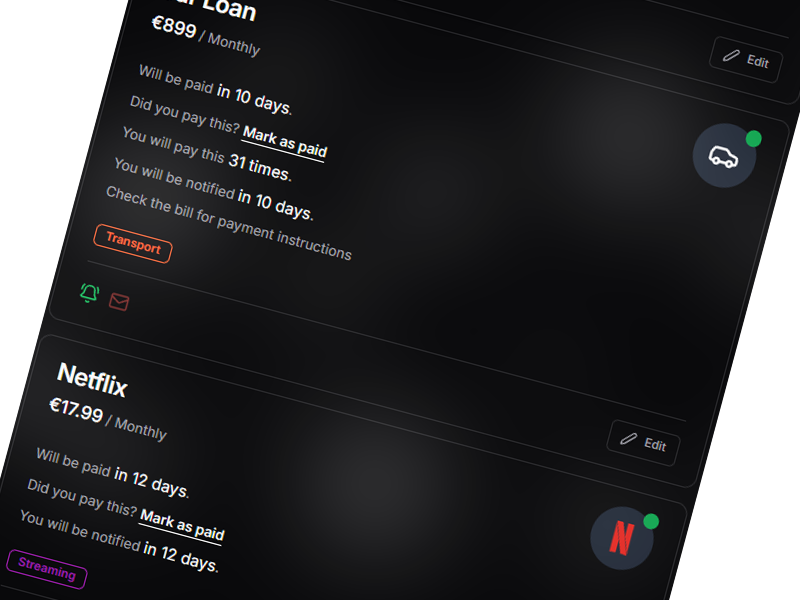 Loan
€899 / Monthly
Edit
Will be paid in 10 days.
Did you pay this? Mark as paid
You will pay this 31 times.
You will be notified in 10 days.
Check the bill for payment instructions
Transport
Edit
Netflix
€17.99 / Monthly
Will be paid in 12 days.
Did you pay this? Mark as paid
You will be notified in 12 days.
N
Streaming